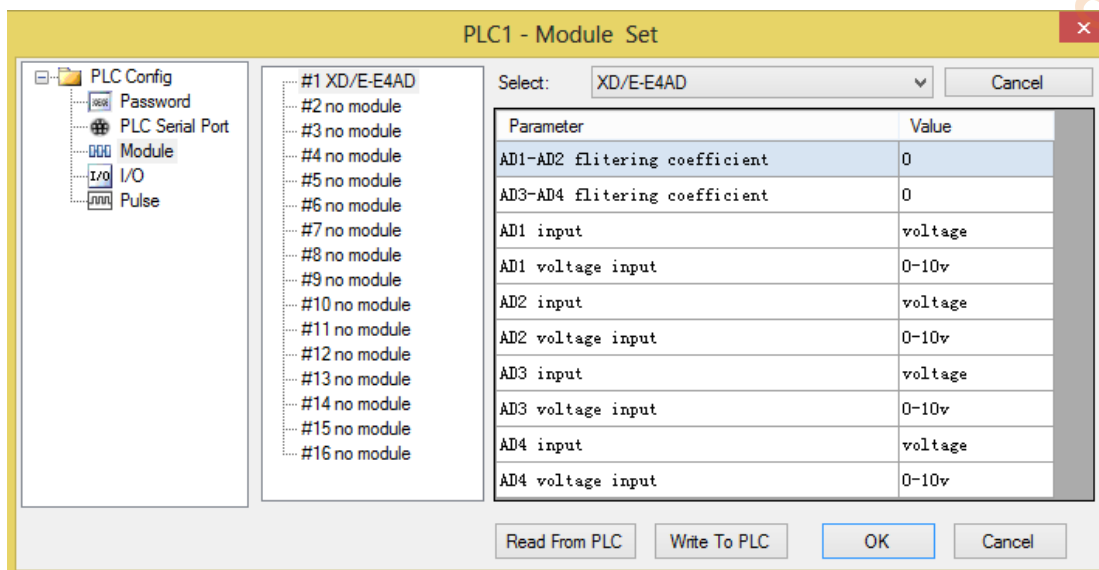 PLC1 - Module Set
PLC Config
Password
PLC Serial Port
Module
I/O I/O
Pulse
#1 XD/E-E4AD
#2 no module
#3 no module
#4 no module
#5 no module
#6 no module
#7 no module
#8 no module
#9 no module
#10 no module
#11 no module
#12 no module
#13 no module
#14 no module
#15 no module
#16 no module
Select: XD/E-E4AD Cancel
Parameter Value
AD1-AD2 flitering coefficient 0
AD3-AD4 flitering coefficient 0
AD1 input voltage
AD1 voltage input 0-10v
AD2 input voltage
AD2 voltage input 0-10v
AD3 input voltage
AD3 voltage input 0-10v
AD4 input voltage
AD4 voltage input 0-10v
Read From PLC Write To PLC OK Cancel